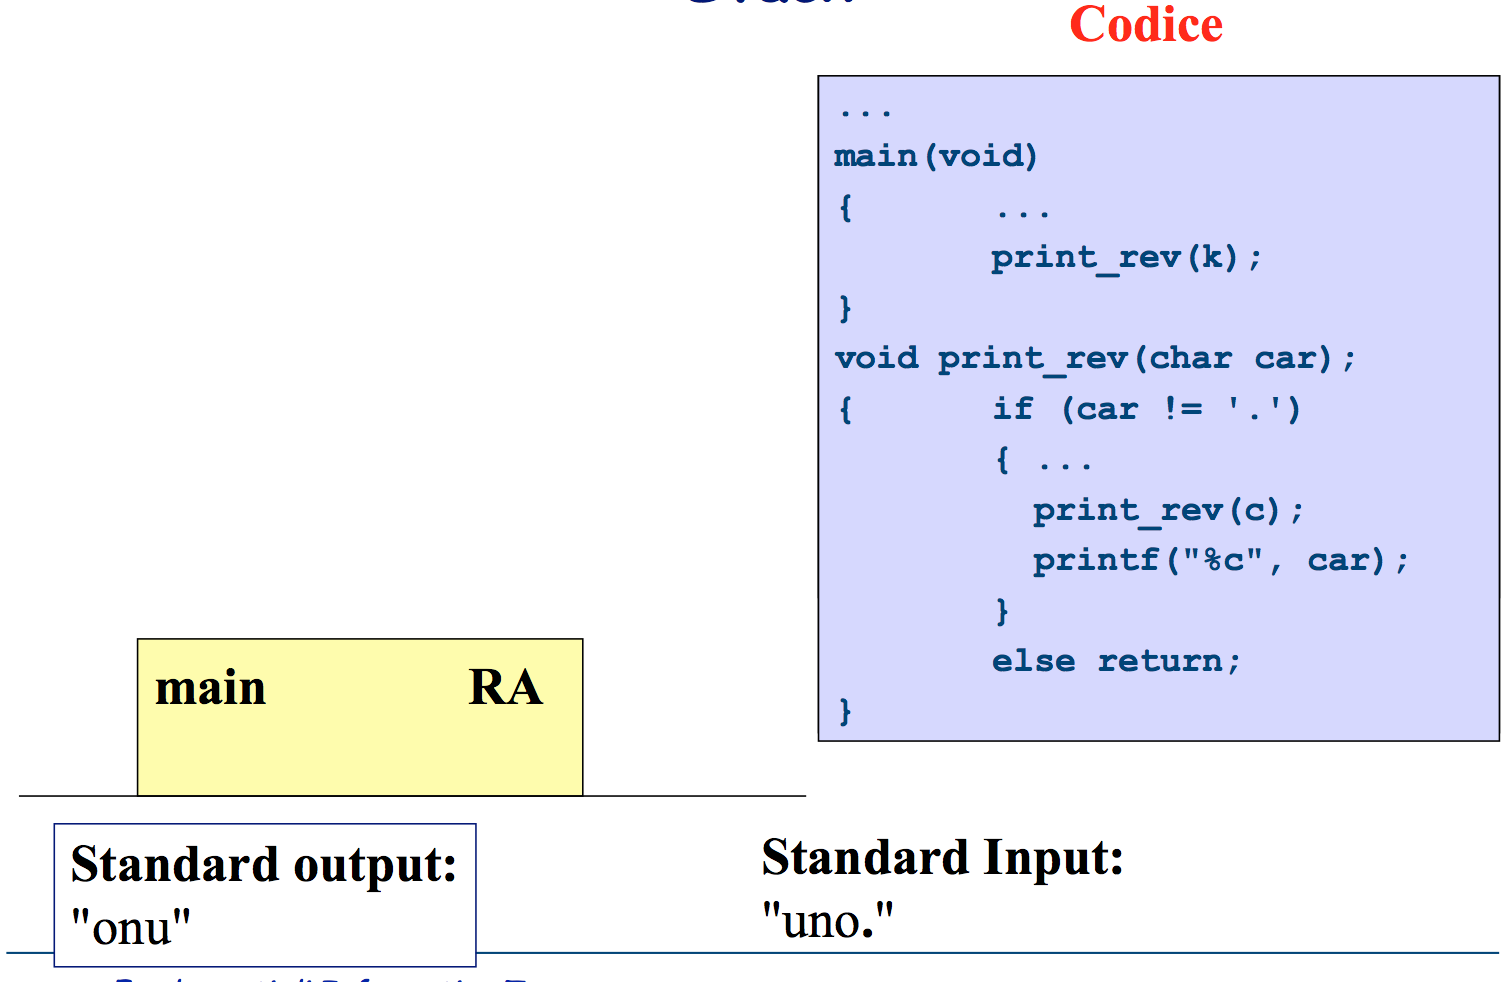 Codice
...
main(void)
{ ...
print_rev(k);
}
void print_rev(char car);
{ if (car != '.')
{ ...
print_rev(c);
printf("%c", car);
}
else return;
}
main RA
Standard output:
"onu"
Standard Input:
"uno."